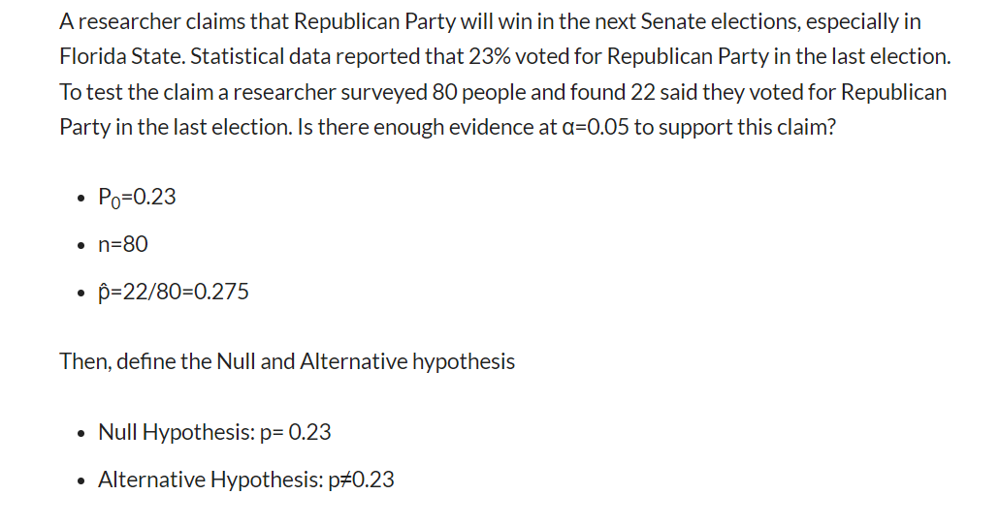 A researcher claims that Republican Party will win in the next Senate elections, especially in
Florida State. Statistical data reported that 23% voted for Republican Party in the last election.
To test the claim a researcher surveyed 80 people and found 22 said they voted for Republican
Party in the last election. Is there enough evidence at α=0.05 to support this claim?
• P₀=0.23
• n=80
• p̂=22/80=0.275
Then, define the Null and Alternative hypothesis
• Null Hypothesis: p= 0.23
• Alternative Hypothesis: p≠0.23